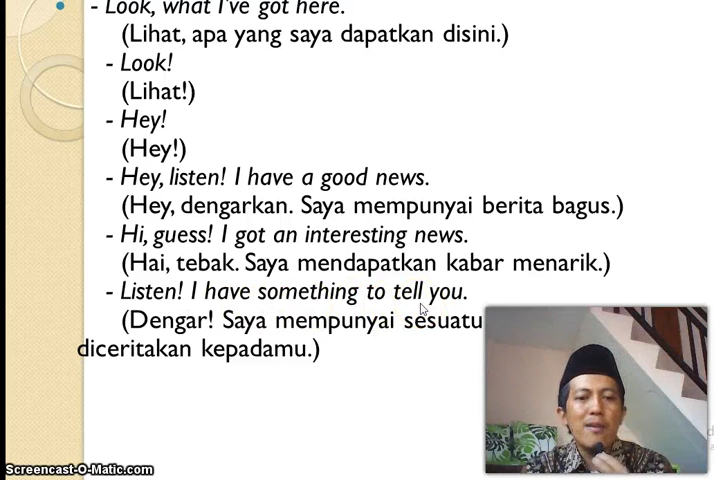 - Look, what I've got here.
(Lihat, apa yang saya dapatkan disini.)
- Look!
(Lihat!)
- Hey!
(Hey!)
- Hey, listen! I have a good news.
(Hey, dengarkan. Saya mempunyai berita bagus.)
- Hi, guess! I got an interesting news.
(Hai, tebak. Saya mendapatkan kabar menarik.)
- Listen! I have something to tell you.
(Dengar! Saya mempunyai sesuatu
diceritakan kepadamu.)
Screencast-O-Matic.com